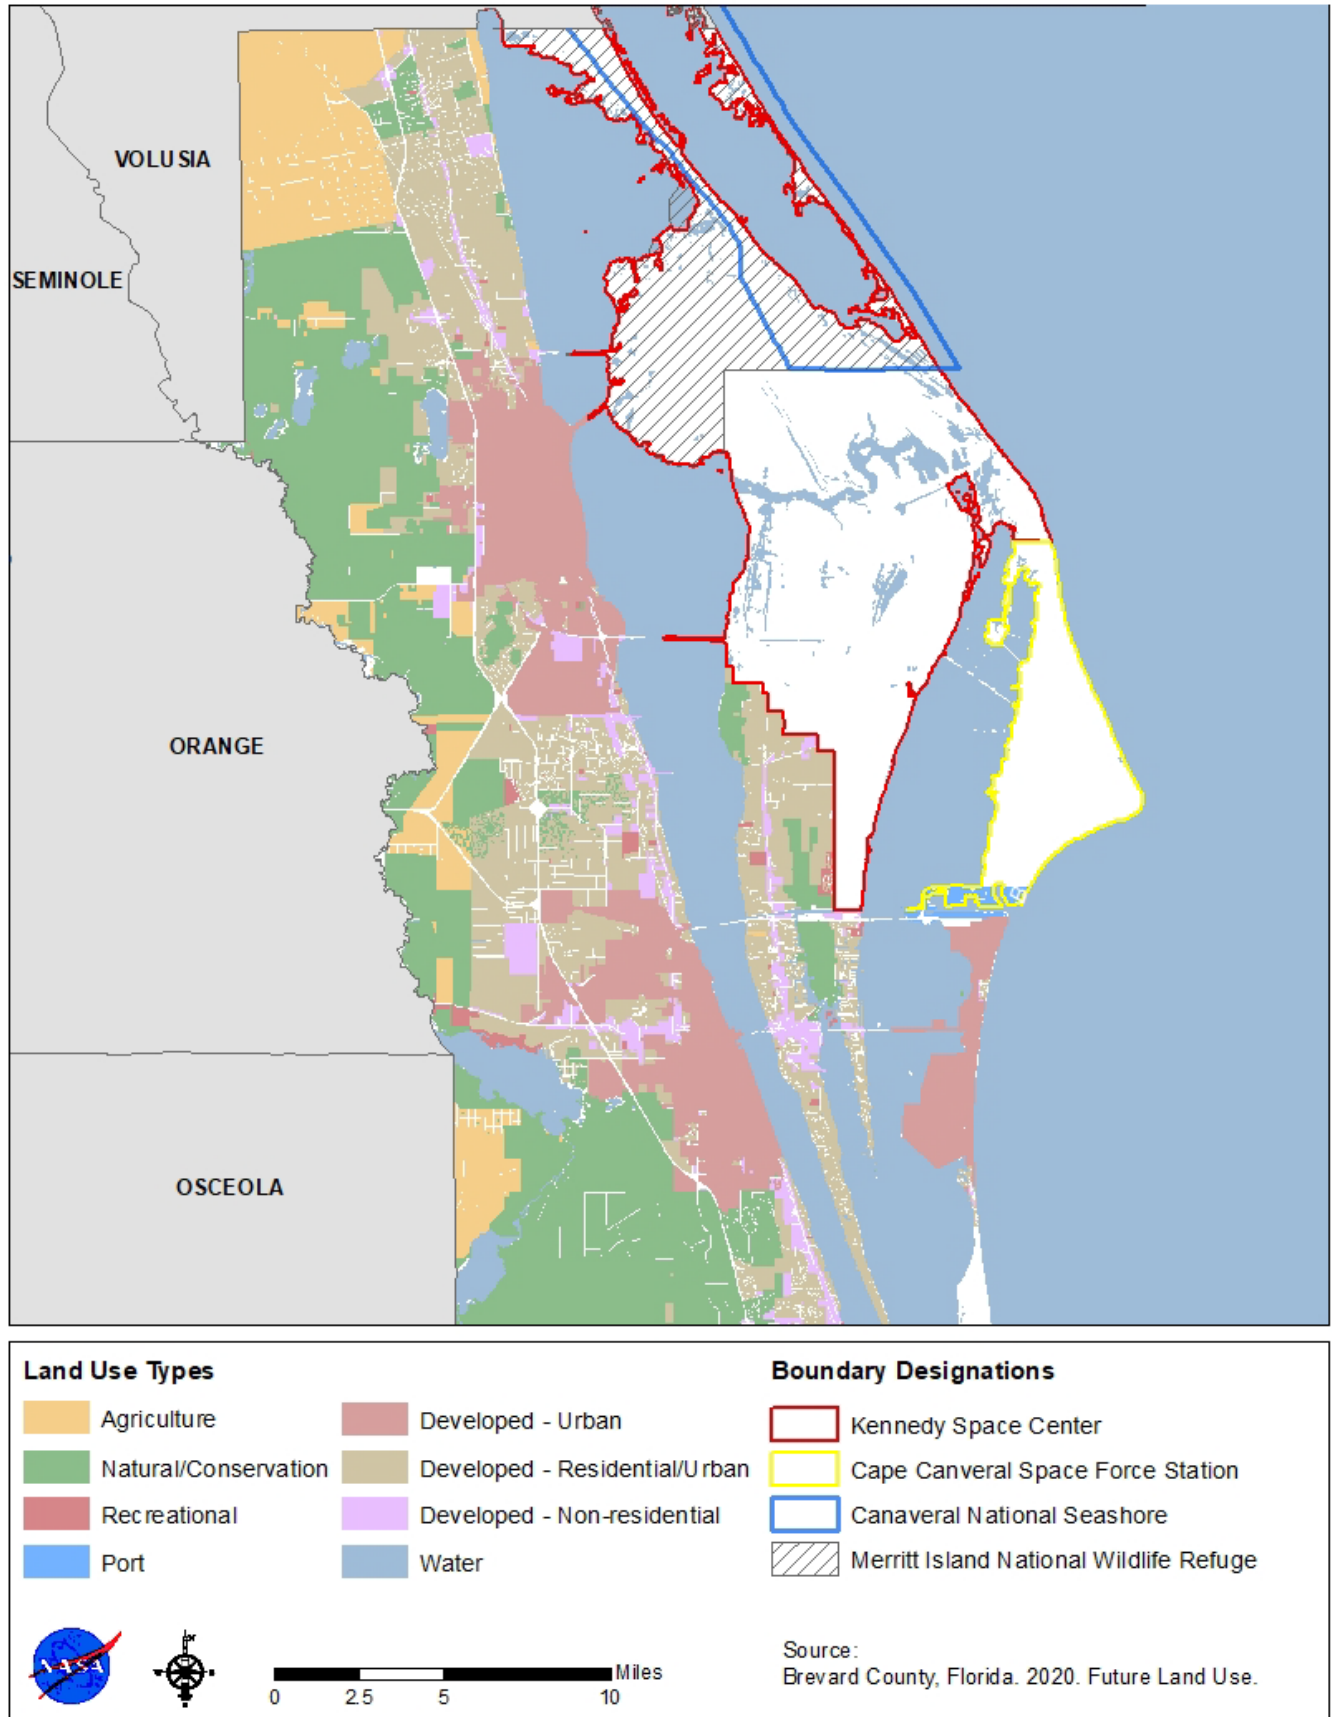 VOLUSIA
SEMINOLE
ORANGE
OSCEOLA
Land Use Types
Agriculture
Natural/Conservation
Recreational
Port
Developed - Urban
Developed - Residential/Urban
Developed - Non-residential
Water
Boundary Designations
Kennedy Space Center
Cape Canveral Space Force Station
Canaveral National Seashore
Merritt Island National Wildlife Refuge
NASA
Miles
0 2.5 5 10
Source:
Brevard County, Florida. 2020. Future Land Use.